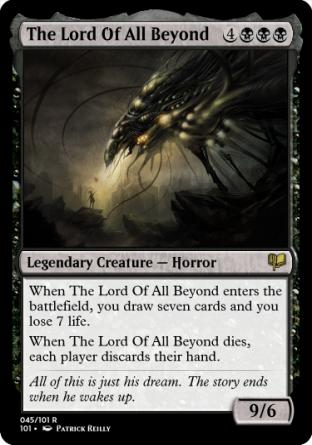 The Lord Of All Beyond 4
Legendary Creature — Horror
When The Lord Of All Beyond enters the
battlefield, you draw seven cards and you
lose 7 life.
When The Lord Of All Beyond dies,
each player discards their hand.
All of this is just his dream. The story ends
when he wakes up.
9/6
045/101 R
101 • PATRICK REILLY